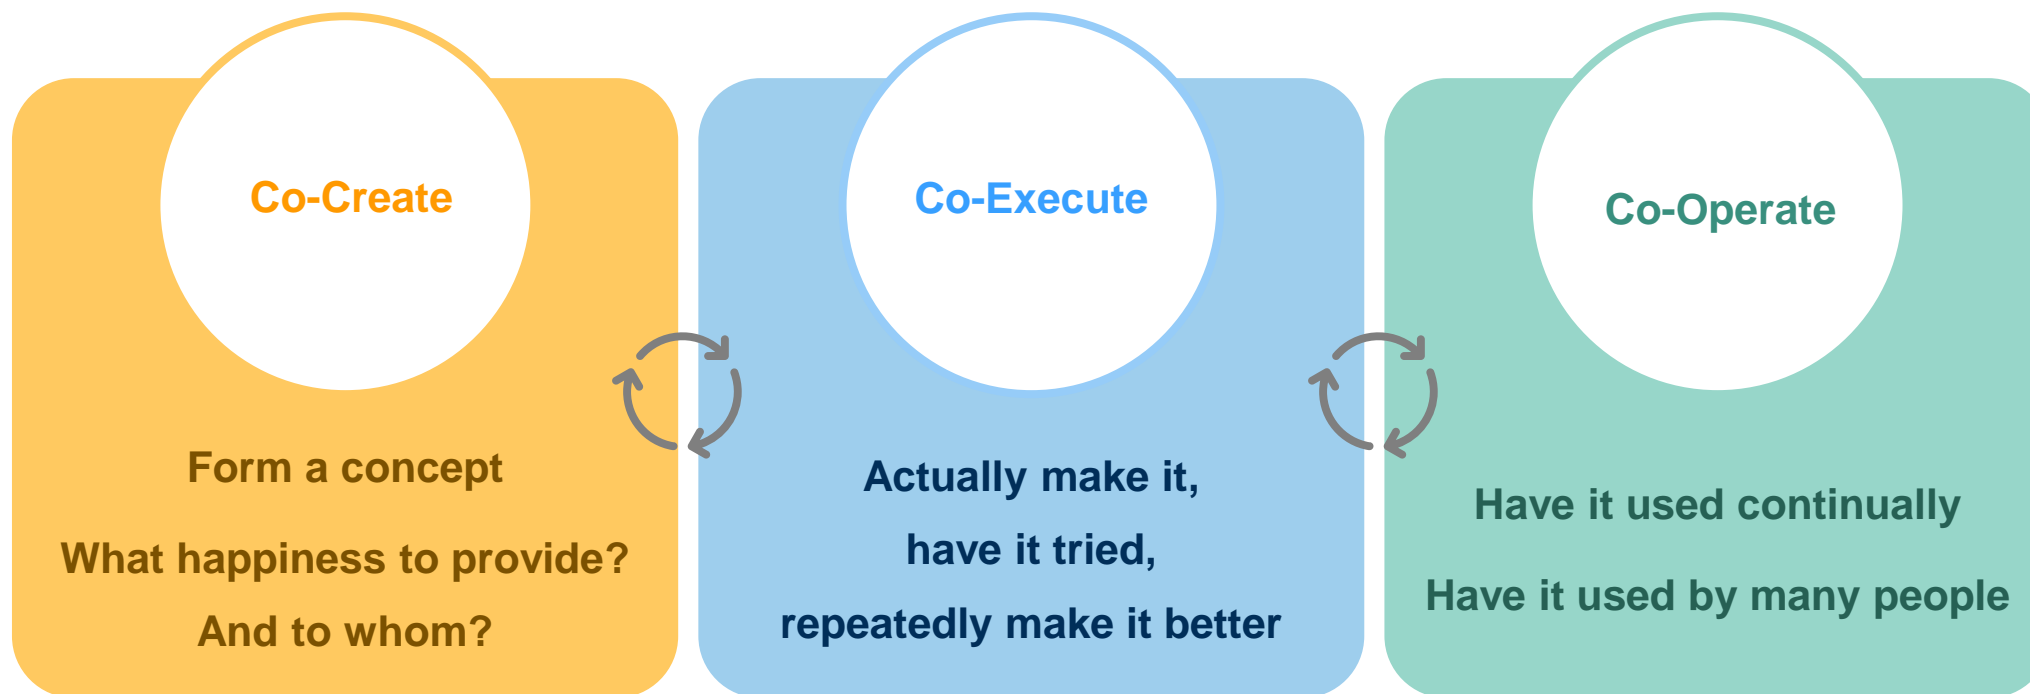 Co-Create
Form a concept
What happiness to provide?
And to whom?
Co-Execute
Actually make it,
have it tried,
repeatedly make it better
Co-Operate
Have it used continually
Have it used by many people